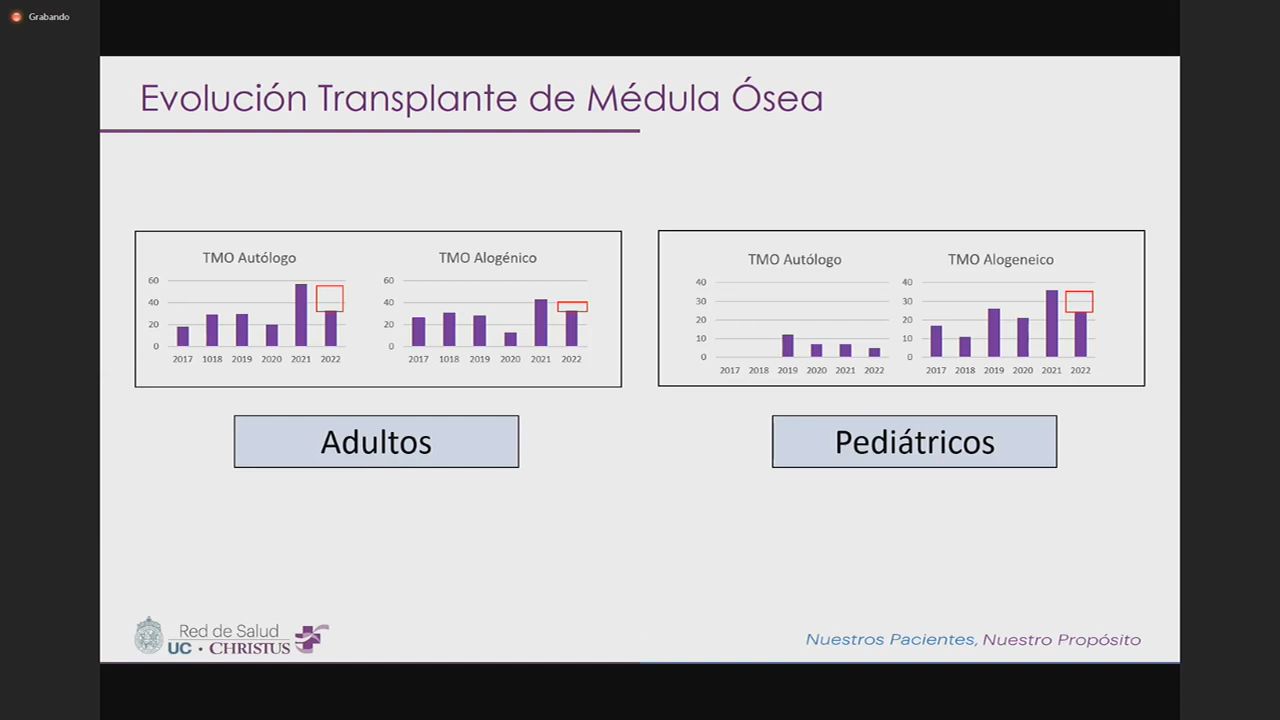 Grabando
Evolución Transplante de Médula Ósea
TMO Autólogo
60
40
20
0
2017 1018 2019 2020 2021 2022
TMO Alogénico
60
40
20
0
2017 1018 2019 2020 2021 2022
TMO Autólogo
40
30
20
10
0
2017 2018 2019 2020 2021 2022
TMO Alogeneico
40
30
20
10
0
2017 2018 2019 2020 2021 2022
Adultos
Pediátricos
Red de Salud
UC · CHRISTUS
Nuestros Pacientes, Nuestro Propósito